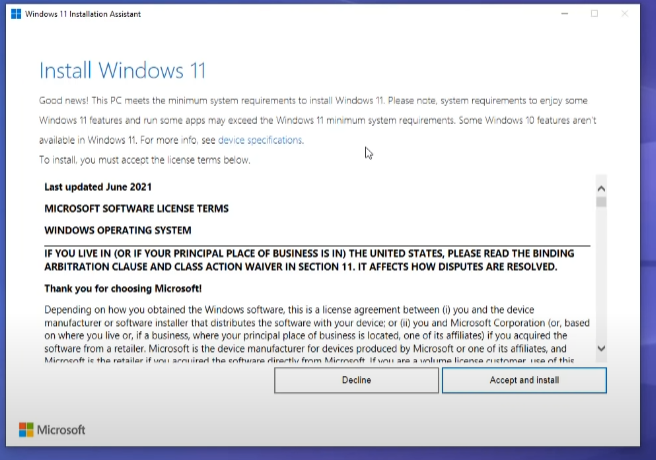 Windows 11 Installation Assistant
Install Windows 11
Good news! This PC meets the minimum system requirements to install Windows 11. Please note, system requirements to enjoy some
Windows 11 features and run some apps may exceed the Windows 11 minimum system requirements. Some Windows 10 features aren't
available in Windows 11. For more info, see device specifications.
To install, you must accept the license terms below.
Last updated June 2021
MICROSOFT SOFTWARE LICENSE TERMS
WINDOWS OPERATING SYSTEM
IF YOU LIVE IN (OR IF YOUR PRINCIPAL PLACE OF BUSINESS IS IN) THE UNITED STATES, PLEASE READ THE BINDING
ARBITRATION CLAUSE AND CLASS ACTION WAIVER IN SECTION 11. IT AFFECTS HOW DISPUTES ARE RESOLVED.
Thank you for choosing Microsoft!
Depending on how you obtained the Windows software, this is a license agreement between (i) you and the device
manufacturer or software installer that distributes the software with your device; or (ii) you and Microsoft Corporation (or, based
on where you live or, if a business, where your principal place of business is located, one of its affiliates) if you acquired the
software from a retailer. Microsoft is the device manufacturer for devices produced by Microsoft or one of its affiliates, and
Microsoft is the retailer if you acquired the software directly from Microsoft. If you are a volume license customer, use of this
Decline
Accept and install
Microsoft